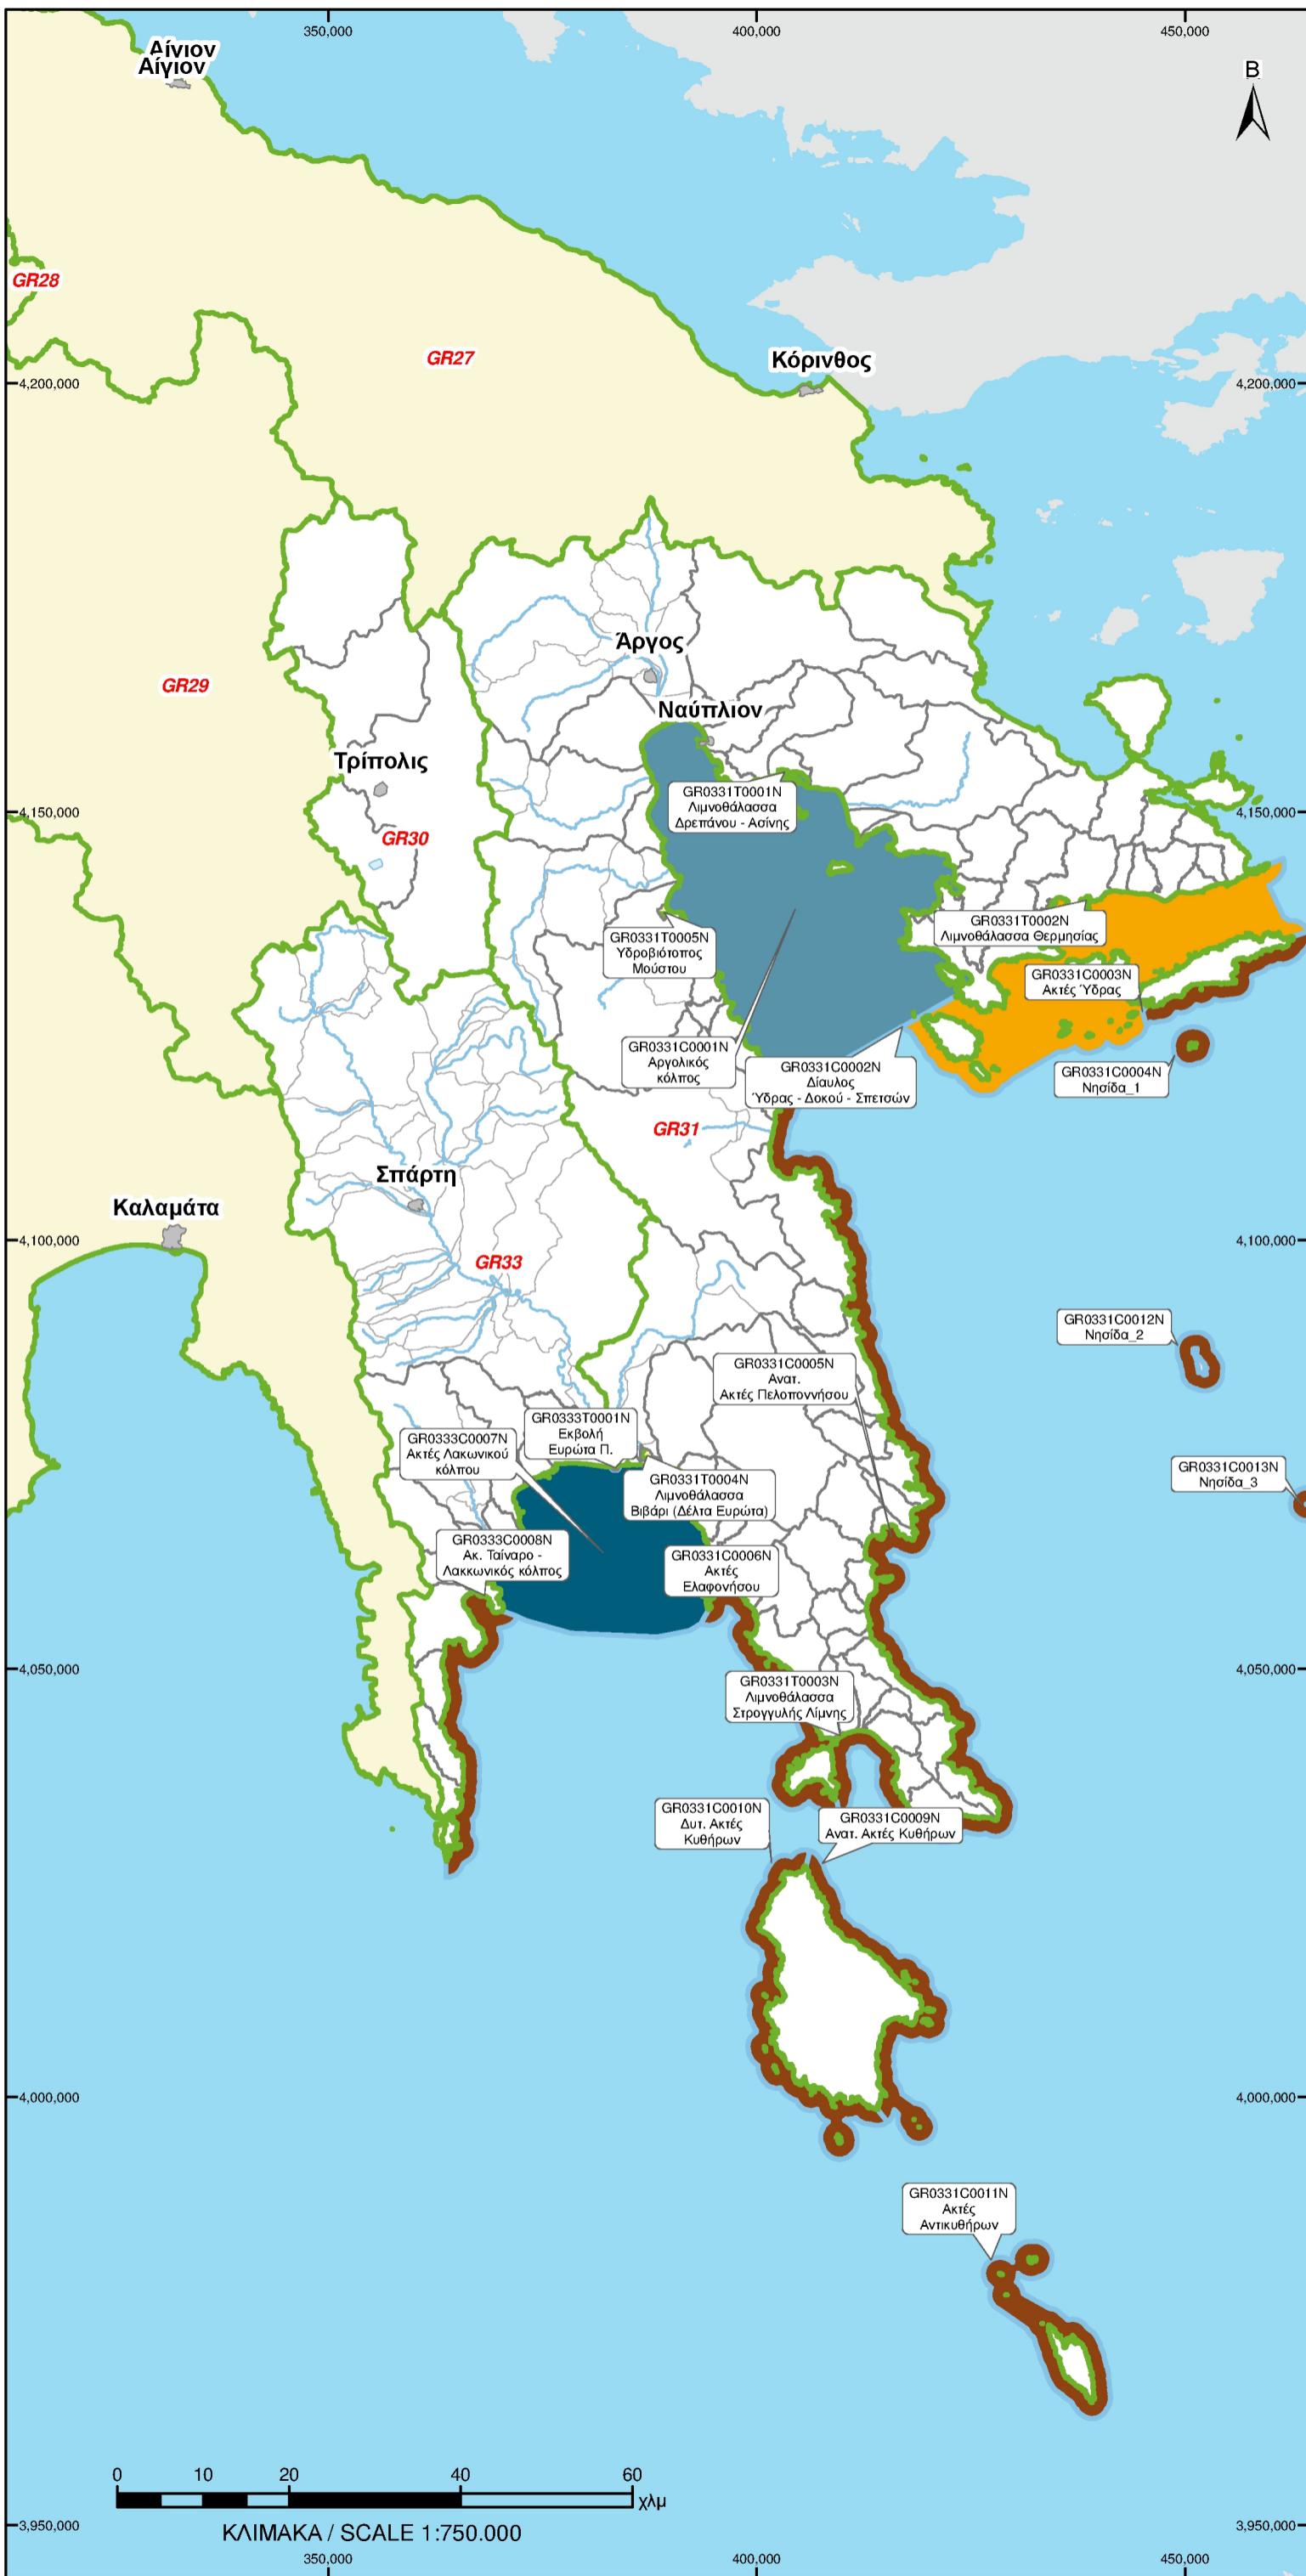 350,000
400,000
450,000
Αίνιον
Αίγιον
Β
GR28
GR27
Κόρινθος
4,200,000
4,200,000
Άργος
GR29
Ναύπλιον
Τρίπολις
GR0331T0001N
Λιμνοθάλασσα
Δρεπάνου - Ασίνης
4,150,000
4,150,000
GR30
GR0331T0002N
Λιμνοθάλασσα Θερμησίας
GR0331T0005N
Υδροβιότοπος
Μούστου
GR0331C0003N
Ακτές Ύδρας
GR0331C0001N
Αργολικός
κόλπος
GR0331C0002N
Δίαυλος
Ύδρας - Δοκού - Σπετσών
GR0331C0004N
Νησίδα_1
GR31
Σπάρτη
Καλαμάτα
4,100,000
4,100,000
GR33
GR0331C0012N
Νησίδα_2
GR0331C0005N
Ανατ.
Ακτές Πελοποννήσου
GR0333T0001N
Εκβολή
Ευρώτα Π.
GR0333C0007N
Ακτές Λακωνικού
κόλπου
GR0331C0013N
Νησίδα_3
GR0331T0004N
Λιμνοθάλασσα
Βιβάρι (Δέλτα Ευρώτα)
GR0333C0008N
Ακ. Ταίναρο -
Λακκωνικός κόλπος
GR0331C0006N
Ακτές
Ελαφονήσου
4,050,000
4,050,000
GR0331T0003N
Λιμνοθάλασσα
Στρογγυλής Λίμνης
GR0331C0010N
Δυτ. Ακτές
Κυθήρων
GR0331C0009N
Ανατ. Ακτές Κυθήρων
4,000,000
4,000,000
GR0331C0011N
Ακτές
Αντικυθήρων
0 10 20 40 60
χλμ
ΚΛΙΜΑΚΑ / SCALE 1:750.000
3,950,000
3,950,000
350,000
400,000
450,000